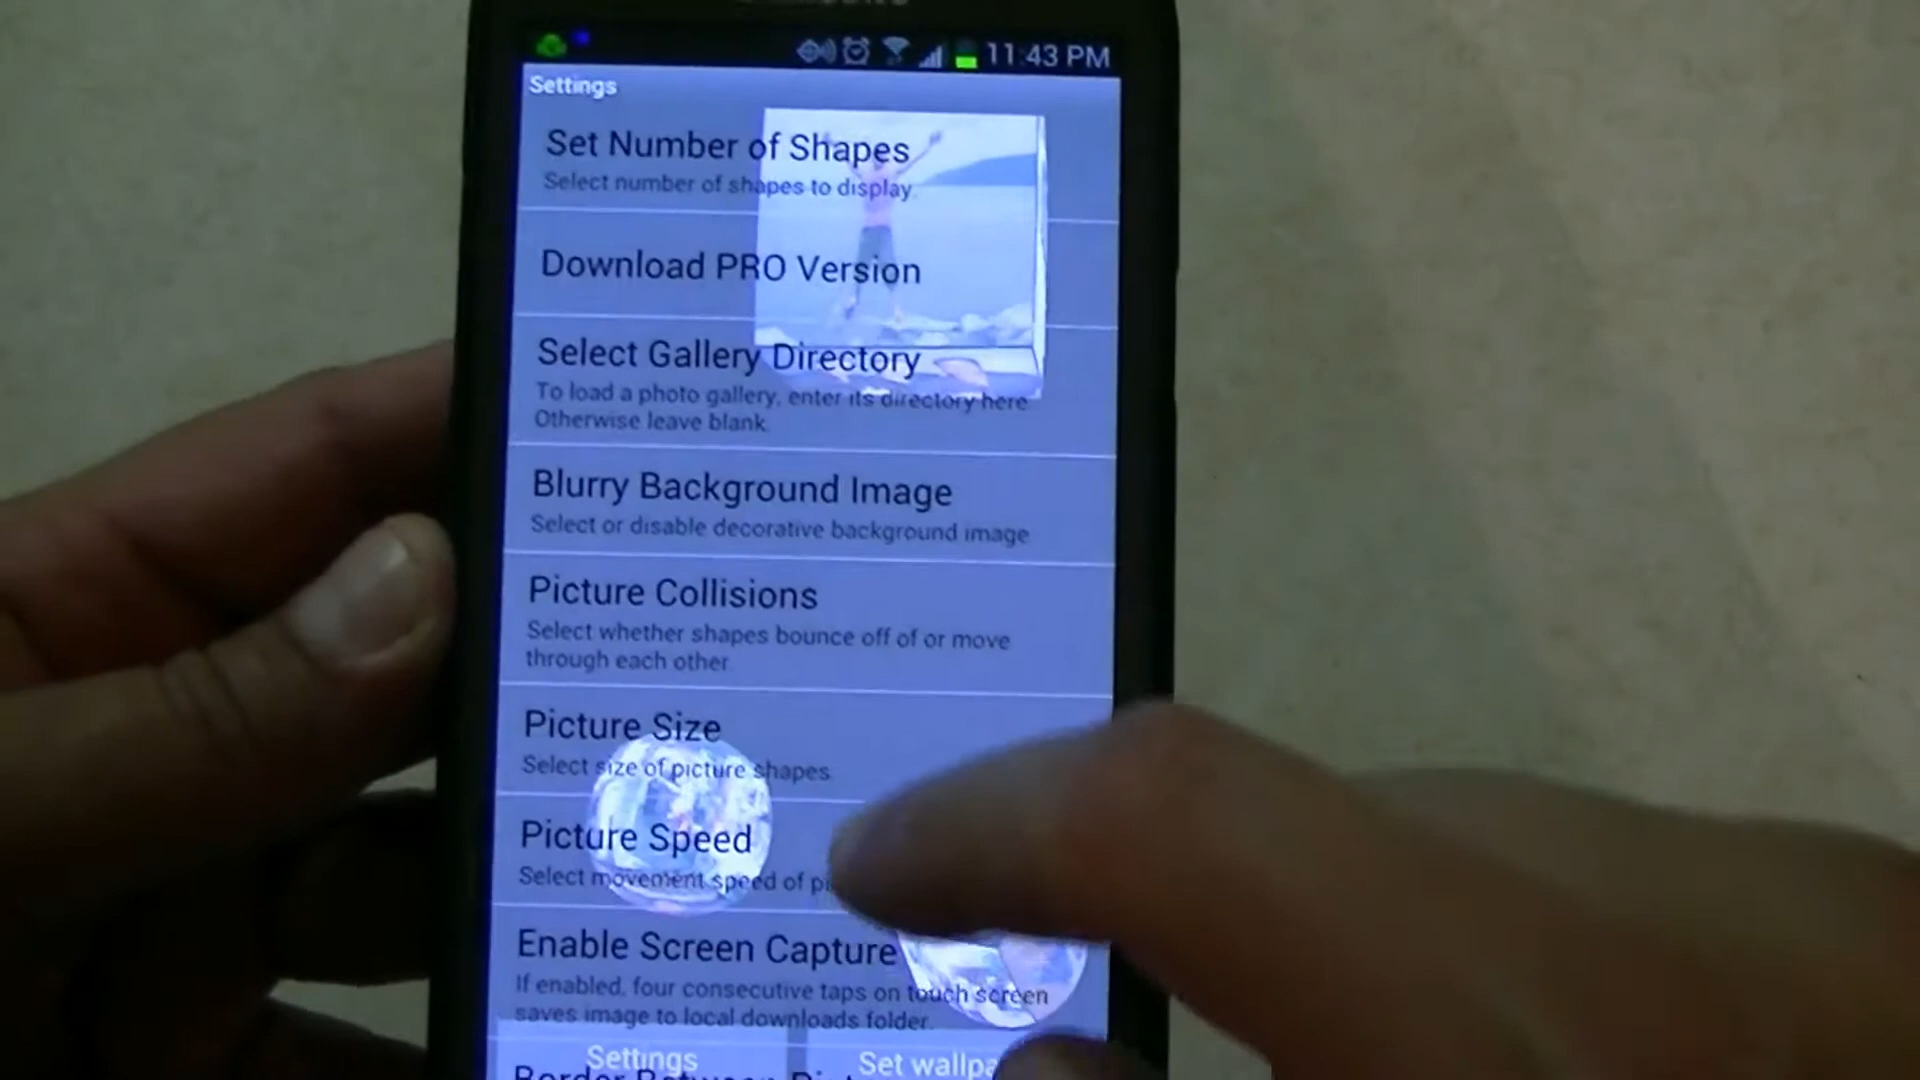 11:43 PM
Settings
Set Number of Shapes
Select number of shapes to display.
Download PRO Version
Select Gallery Directory
To load a photo gallery, enter its directory here.
Otherwise leave blank.
Blurry Background Image
Select or disable decorative background image
Picture Collisions
Select whether shapes bounce off of or move
through each other.
Picture Size
Select size of picture shapes
Picture Speed
Select movement speed of
Enable Screen Capture
If enabled, four consecutive taps on touch screen
saves image to local downloads folder.
Settings Set
Border Between